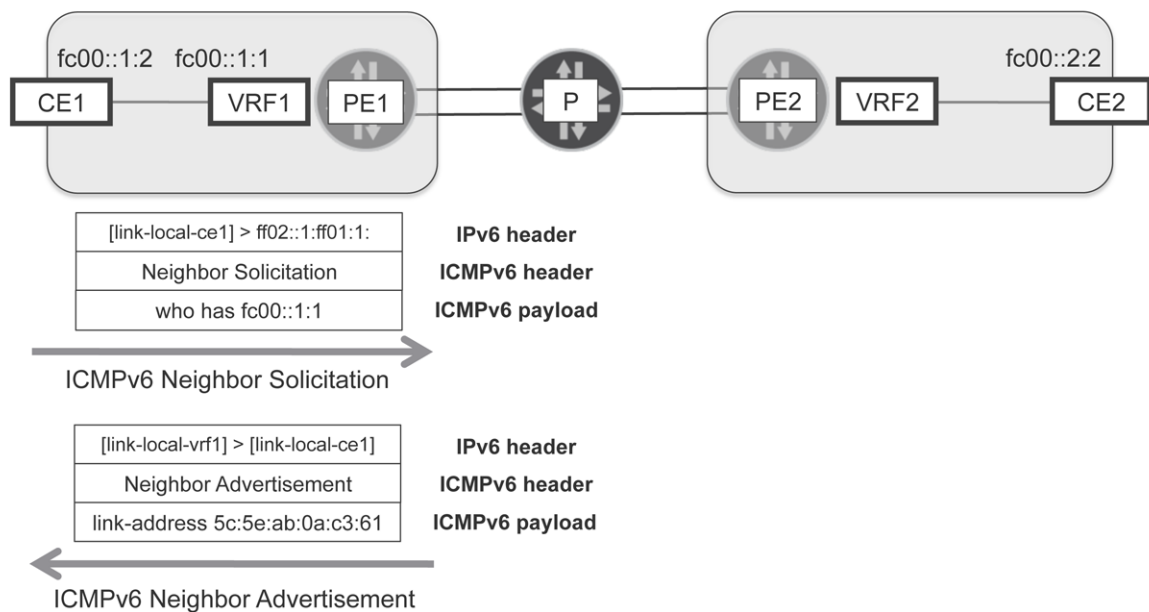 fc00::1:2 fc00::1:1 fc00::2:2
CE1 VRF1 PE1 P PE2 VRF2 CE2
[link-local-ce1] > ff02::1:ff01:1: IPv6 header
Neighbor Solicitation ICMPv6 header
who has fc00::1:1 ICMPv6 payload
ICMPv6 Neighbor Solicitation
[link-local-vrf1] > [link-local-ce1] IPv6 header
Neighbor Advertisement ICMPv6 header
link-address 5c:5e:ab:0a:c3:61 ICMPv6 payload
ICMPv6 Neighbor Advertisement